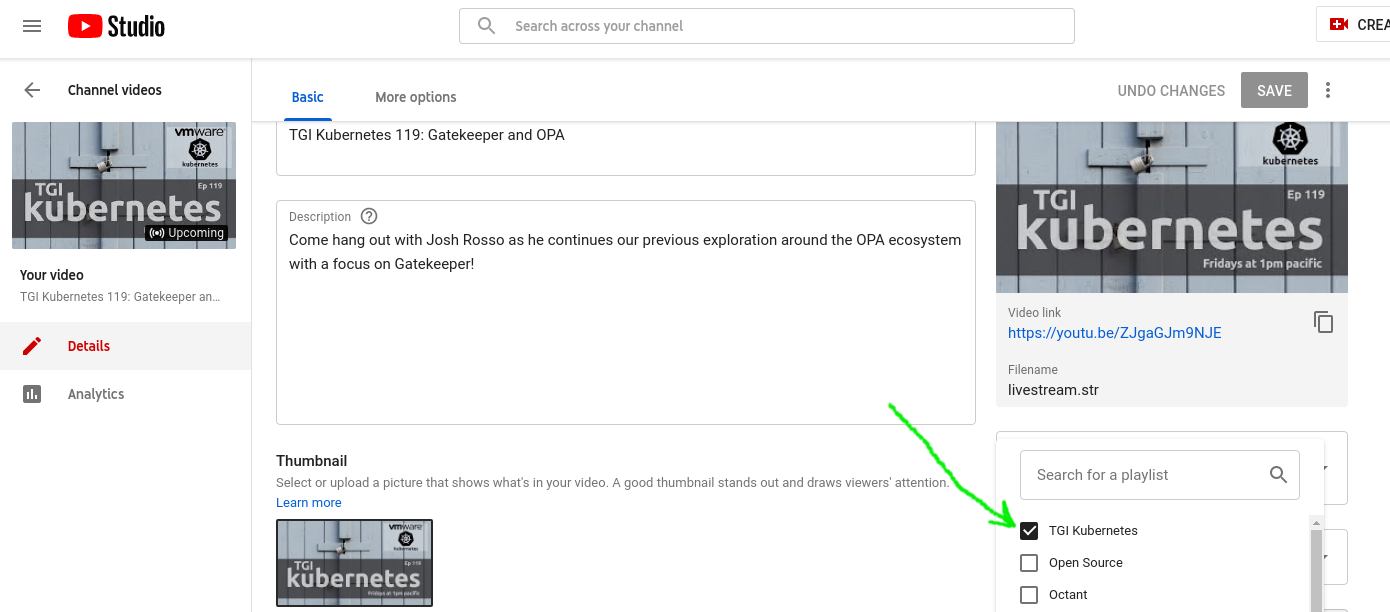 Studio
Search across your channel
CREA
Channel videos
Basic
More options
UNDO CHANGES
SAVE
vmware
kubernetes
Ep 119
TGI
kubernetes
Upcoming
Your video
TGI Kubernetes 119: Gatekeeper an...
Details
Analytics
TGI Kubernetes 119: Gatekeeper and OPA
Description
Come hang out with Josh Rosso as he continues our previous exploration around the OPA ecosystem
with a focus on Gatekeeper!
Thumbnail
Select or upload a picture that shows what's in your video. A good thumbnail stands out and draws viewers' attention.
Learn more
vmware
kubernetes
Ep 119
TGI
kubernetes
Fridays at 1pm pacific
kubernetes
Ep 119
TGI
kubernetes
Fridays at 1pm pacific
Video link
https://youtu.be/ZJgaGJm9NJE
Filename
livestream.str
Search for a playlist
TGI Kubernetes
Open Source
Octant